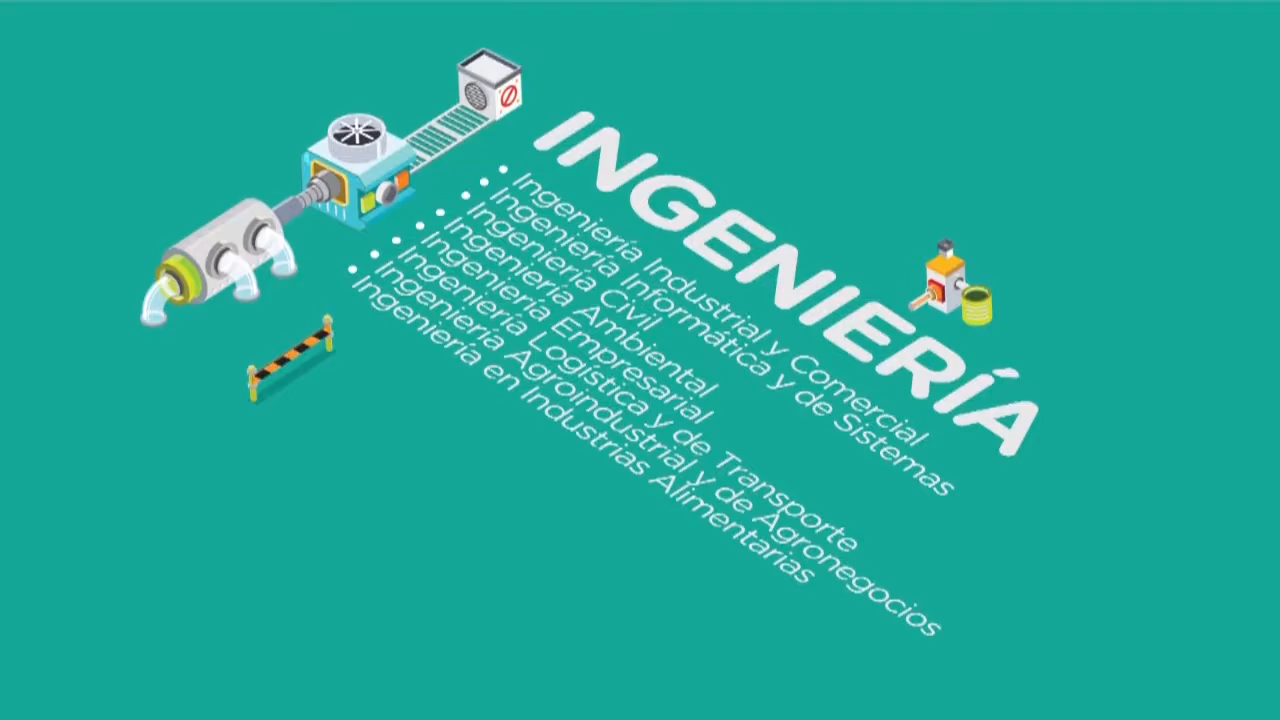 INGENIERÍA
Ingeniería Industrial y Comercial
Ingeniería Informática y de Sistemas
Ingeniería Civil
Ingeniería Ambiental
Ingeniería Empresarial
Ingeniería Logística y de Transporte
Ingeniería Agroindustrial y de Agronegocios
Ingeniería en Industrias Alimentarias